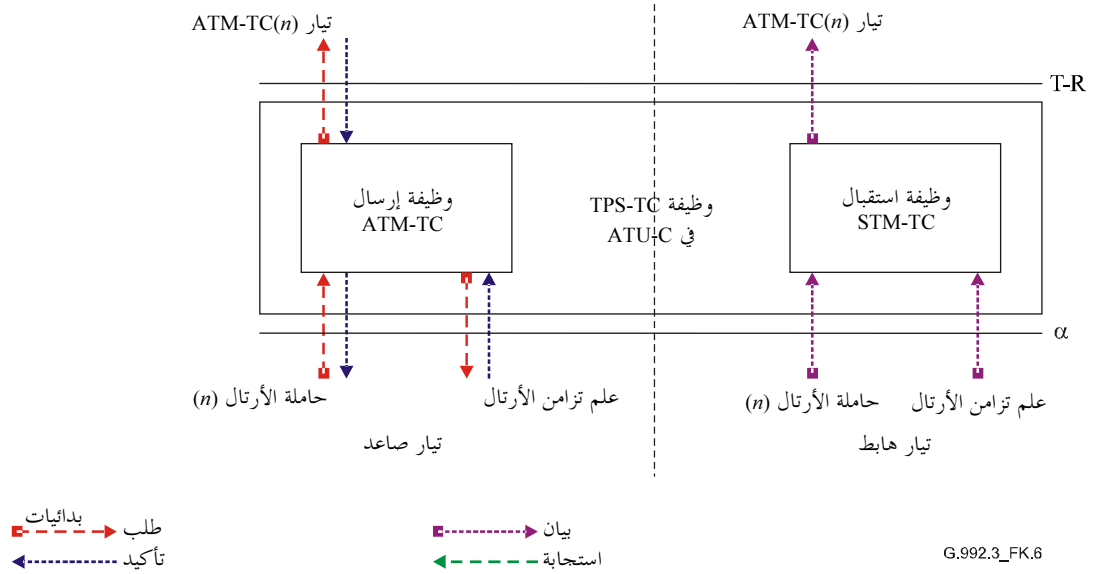 تيار ATM-TC(n)
تيار ATM-TC(n)
T-R
وظيفة إرسال
ATM-TC
وظيفة TPS-TC
في ATU-C
وظيفة استقبال
STM-TC
α
حاملة الأرتال (n)
علم تزامن الأرتال
حاملة الأرتال (n)
علم تزامن الأرتال
تيار صاعد
تيار هابط
بدائيات
طلب
بيان
تأكيد
استجابة
G.992.3_FK.6